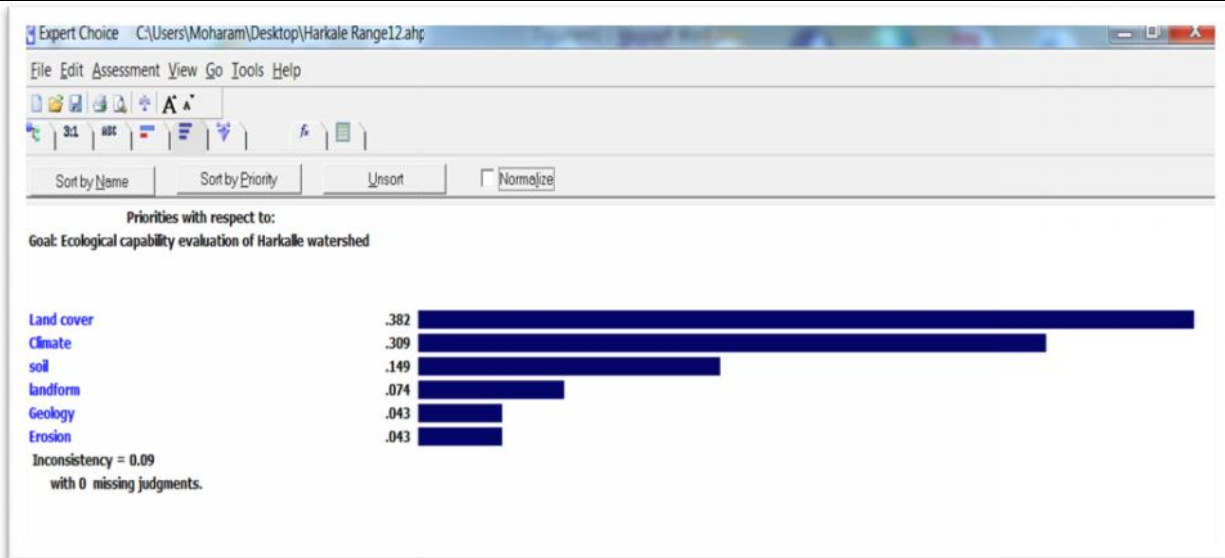 Expert Choice C:\Users\Moharam\Desktop\Harkale Range12.ahp
File Edit Assessment View Go Tools Help
A A
3:1 ABC fx
Sort by Name Sort by Priority Unsort Normalize
Priorities with respect to:
Goal: Ecological capability evaluation of Harkalle watershed
Land cover .382
Climate .309
soil .149
landform .074
Geology .043
Erosion .043
Inconsistency = 0.09
with 0 missing judgments.